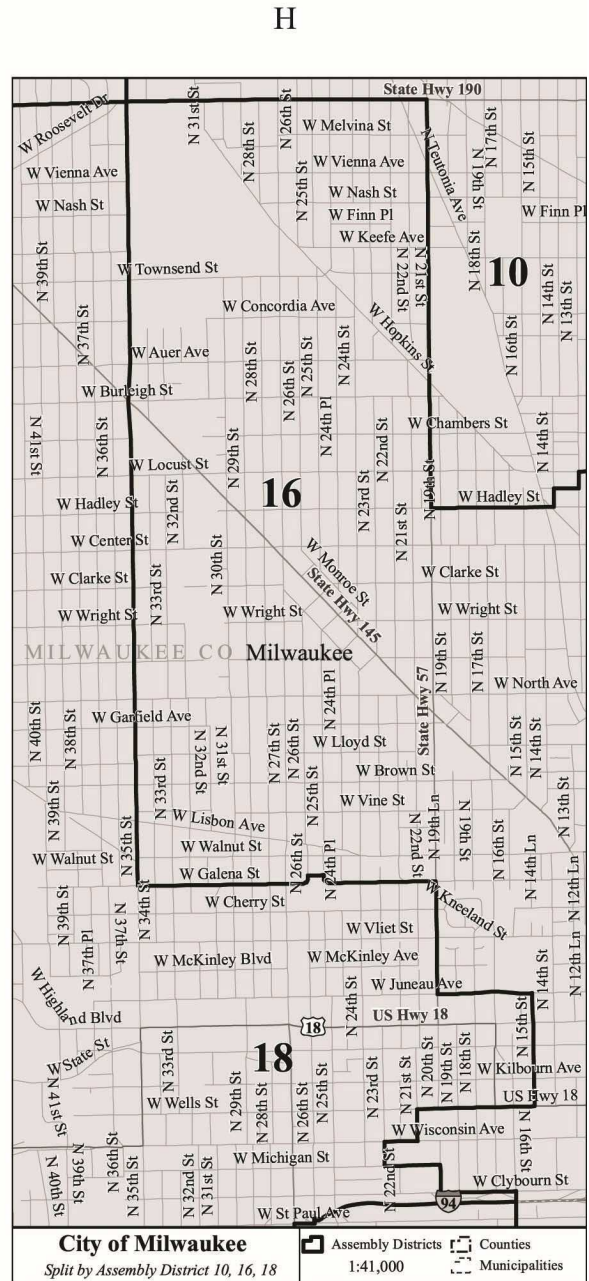 H
State Hwy 190
W Roosevelt Dr
N 31st St
N 28th St
N 26th St
W Melvina St
N Teutonia Ave
N 17th St
N 15th St
N 19th St
W Vienna Ave
W Vienna Ave
N 25th St
W Nash St
W Nash St
W Finn Pl
W Finn Pl
W Keefe Ave
N 39th St
W Townsend St
N 22nd St
N 21st St
N 18th St
10
N 14th St
N 13th St
N 37th St
W Concordia Ave
W Hopkins St
N 16th St
W Auer Ave
N 28th St
N 26th St
N 25th St
N 24th St
W Burleigh St
N 41st St
N 36th St
N 29th St
N 24th Pl
N 22nd St
W Chambers St
N 14th St
W Locust St
N 32nd St
16
N 23rd St
N 21st St
N 19th St
W Hadley St
W Hadley St
W Center St
N 30th St
W Monroe St
State Hwy 145
W Clarke St
W Clarke St
N 33rd St
W Wright St
W Wright St
W Wright St
MILWAUKEE CO
Milwaukee
N 19th St
N 17th St
W North Ave
N 24th Pl
State Hwy 57
N 40th St
N 38th St
W Garfield Ave
N 32nd St
N 31st St
N 27th St
N 26th St
W Lloyd St
N 15th St
N 14th St
N 33rd St
N 25th St
W Brown St
N 39th St
W Vine St
N 13th St
W Lisbon Ave
N 22nd St
N 19th Ln
N 19th St
N 16th St
N 14th Ln
W Walnut St
N 35th St
W Walnut St
W Galena St
N 26th St
N 24th Pl
N 12th Ln
W Kneeland St
N 39th St
N 37th St
N 34th St
W Cherry St
W Vliet St
N 37th Pl
W McKinley Blvd
W McKinley Ave
N 12th Ln
N 14th St
W Juneau Ave
W Highland Blvd
N 24th St
US Hwy 18
18
N 15th St
W State St
N 33rd St
18
W Kilbourn Ave
N 41st St
W Wells St
N 29th St
N 28th St
N 26th St
N 25th St
N 23rd St
N 21st St
N 20th St
N 19th St
N 18th St
US Hwy 18
W Wisconsin Ave
N 16th St
N 40th St
N 39th St
N 36th St
N 35th St
N 32nd St
N 31st St
W Michigan St
N 22nd St
W Clybourn St
94
W St Paul Ave
City of Milwaukee
Split by Assembly District 10, 16, 18
Assembly Districts
Counties
1:41,000
Municipalities